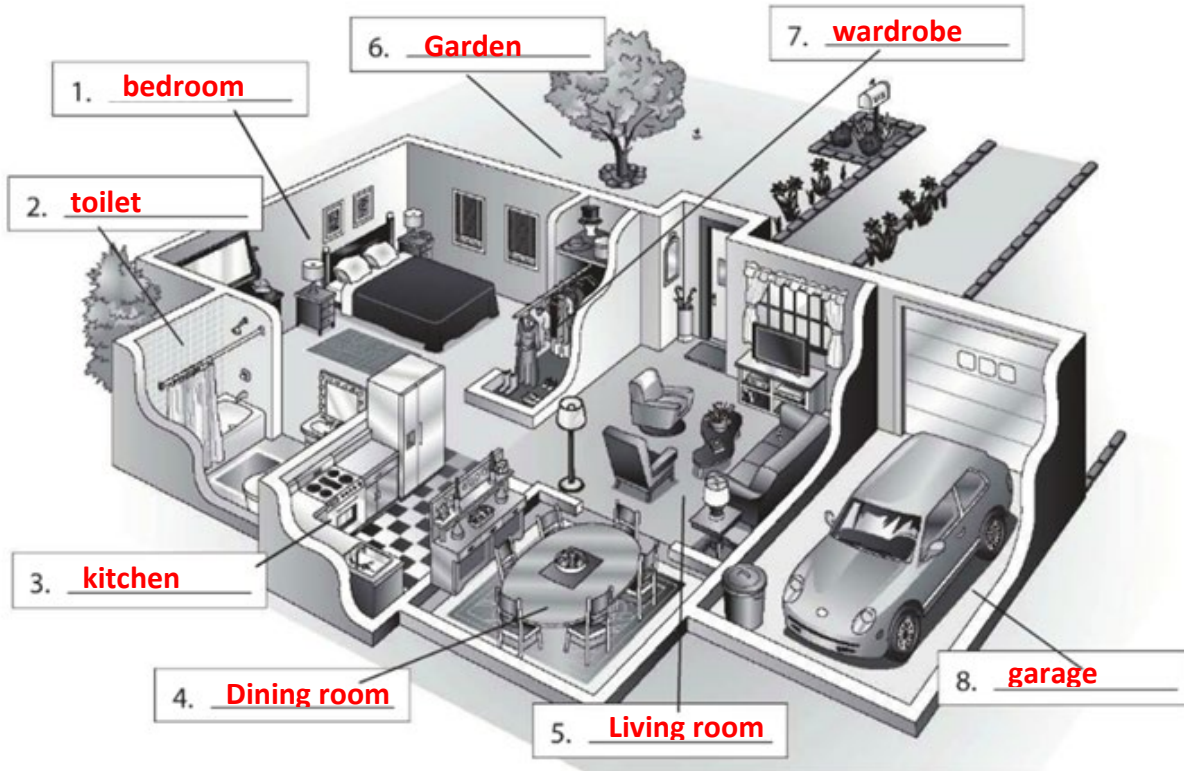 1. bedroom
2. toilet
3. kitchen
4. Dining room
5. Living room
6. Garden
7. wardrobe
8. garage